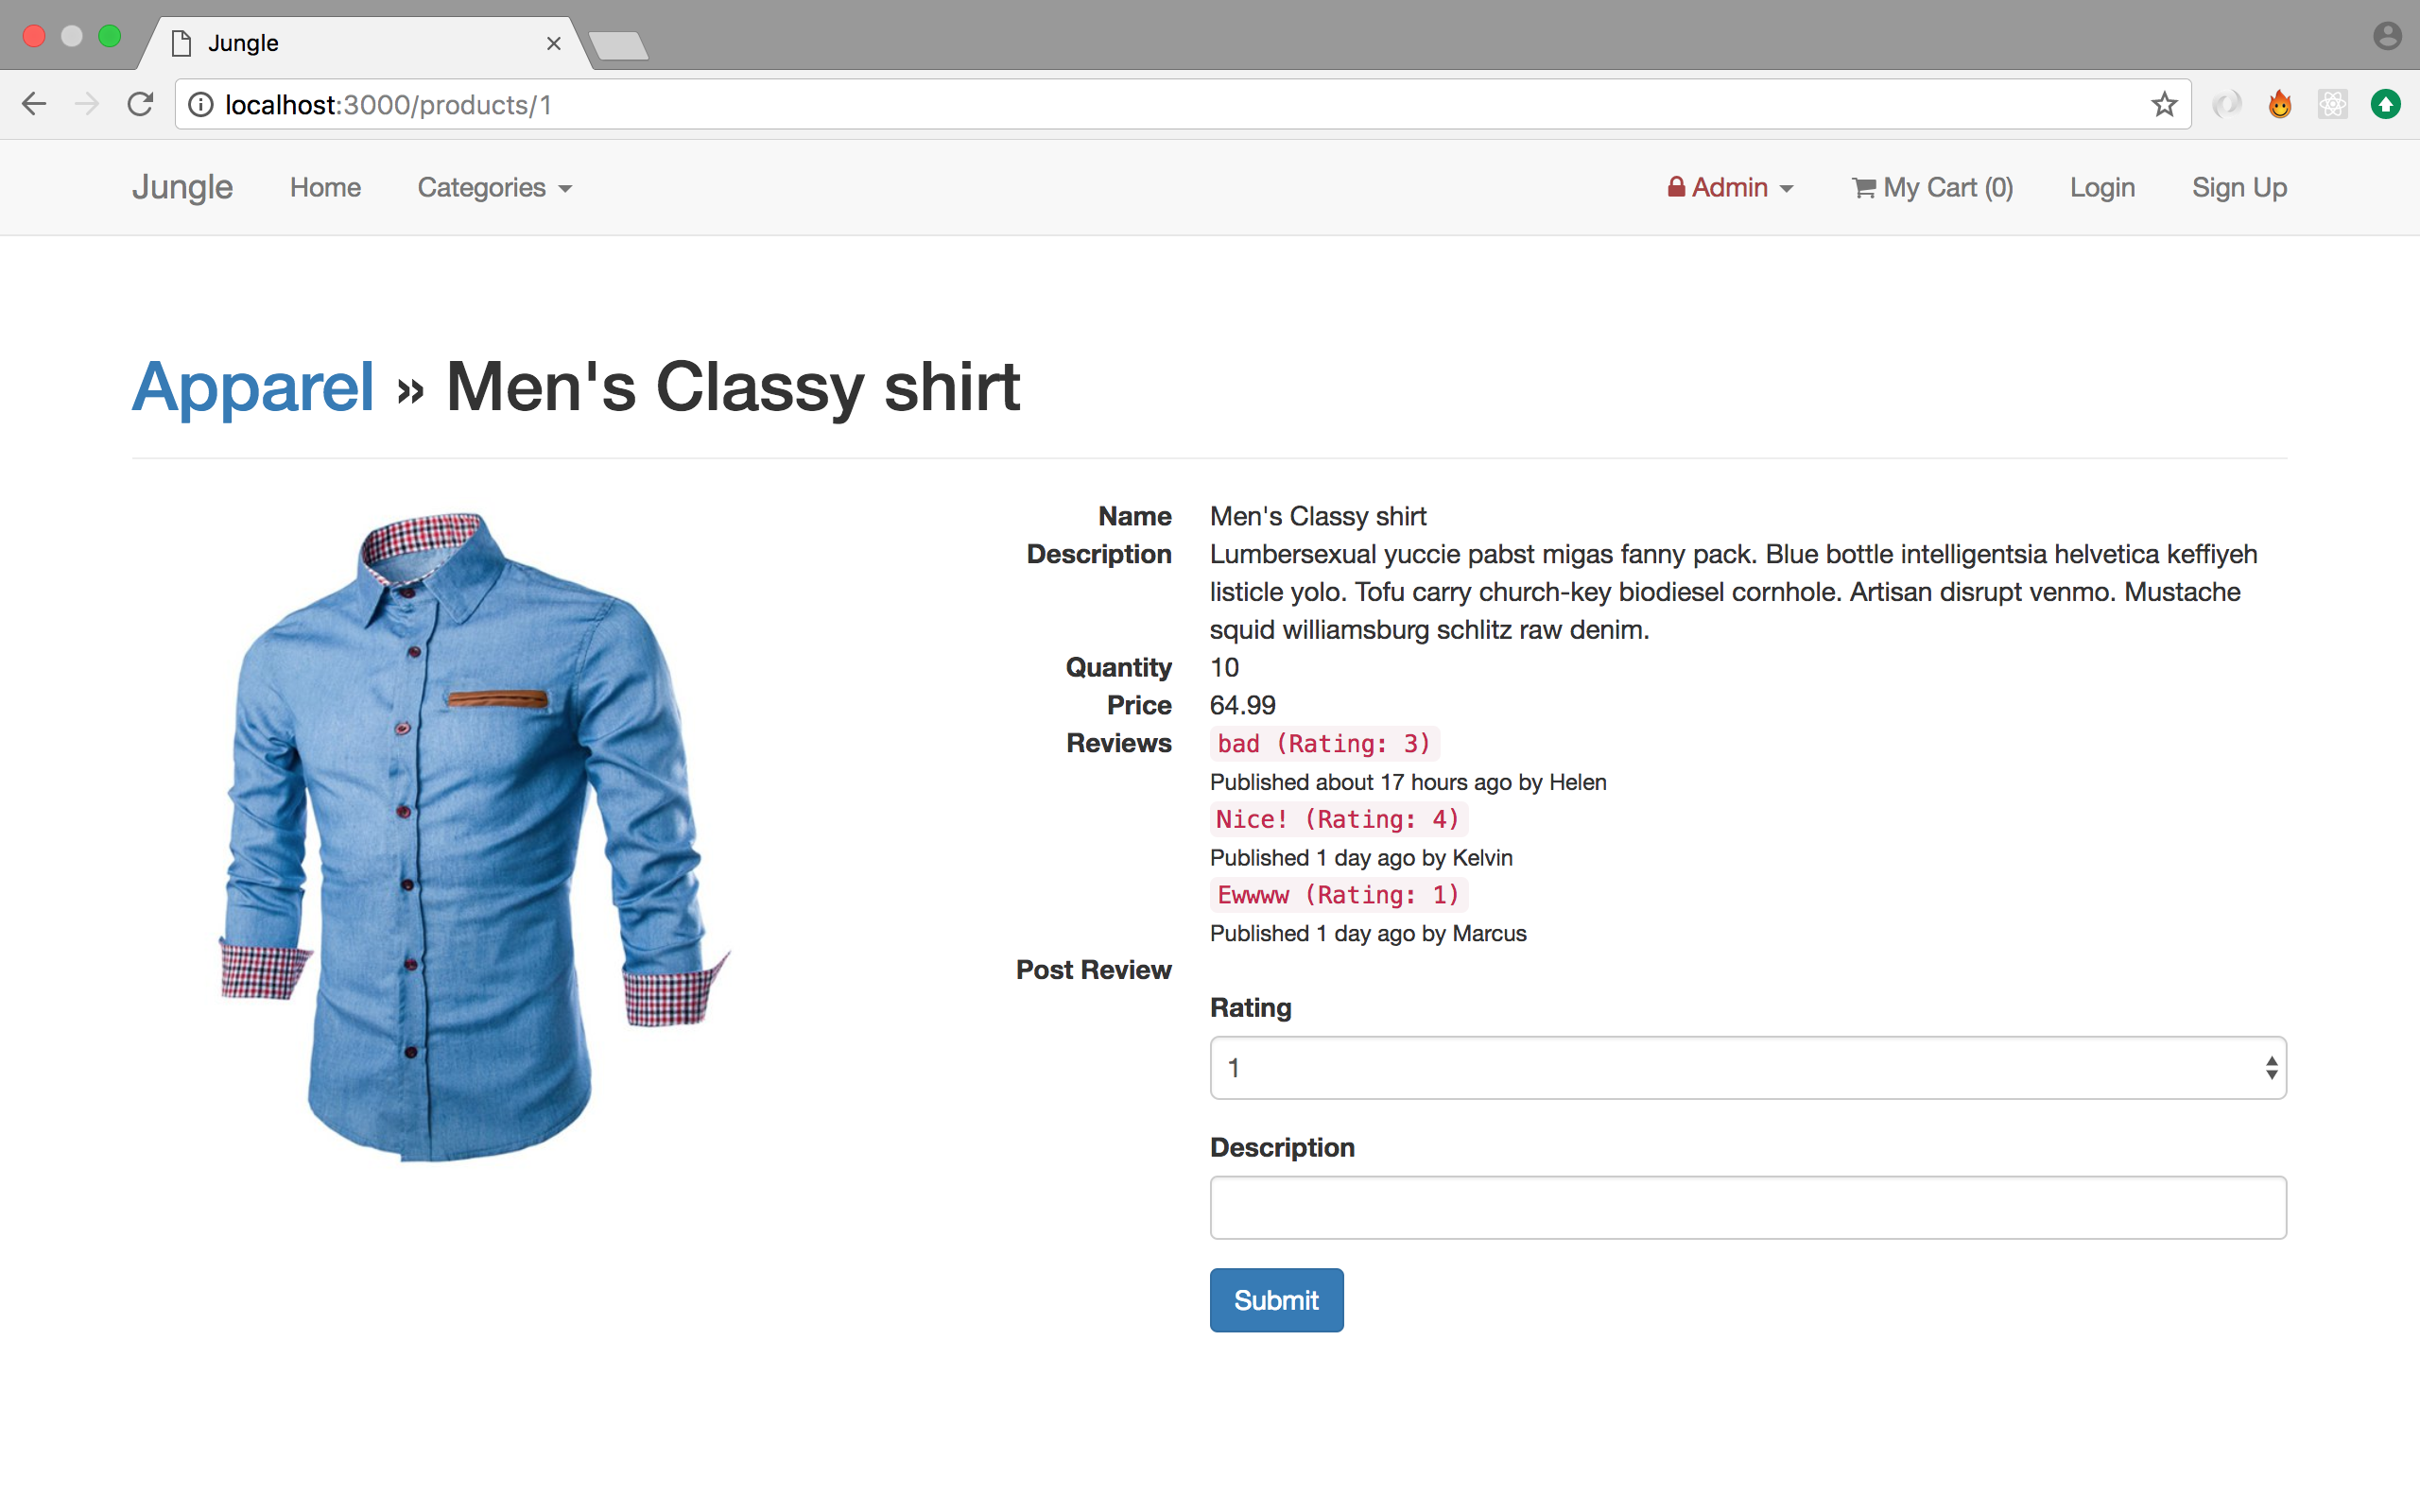 Jungle
localhost:3000/products/1
Jungle Home Categories Admin My Cart (0) Login Sign Up
Apparel » Men's Classy shirt
Name Men's Classy shirt
Description Lumbersexual yuccie pabst migas fanny pack. Blue bottle intelligentsia helvetica keffiyeh
listicle yolo. Tofu carry church-key biodiesel cornhole. Artisan disrupt venmo. Mustache
squid williamsburg schlitz raw denim.
Quantity 10
Price 64.99
Reviews bad (Rating: 3)
Published about 17 hours ago by Helen
Nice! (Rating: 4)
Published 1 day ago by Kelvin
Ewwww (Rating: 1)
Published 1 day ago by Marcus
Post Review
Rating
1
Description
Submit